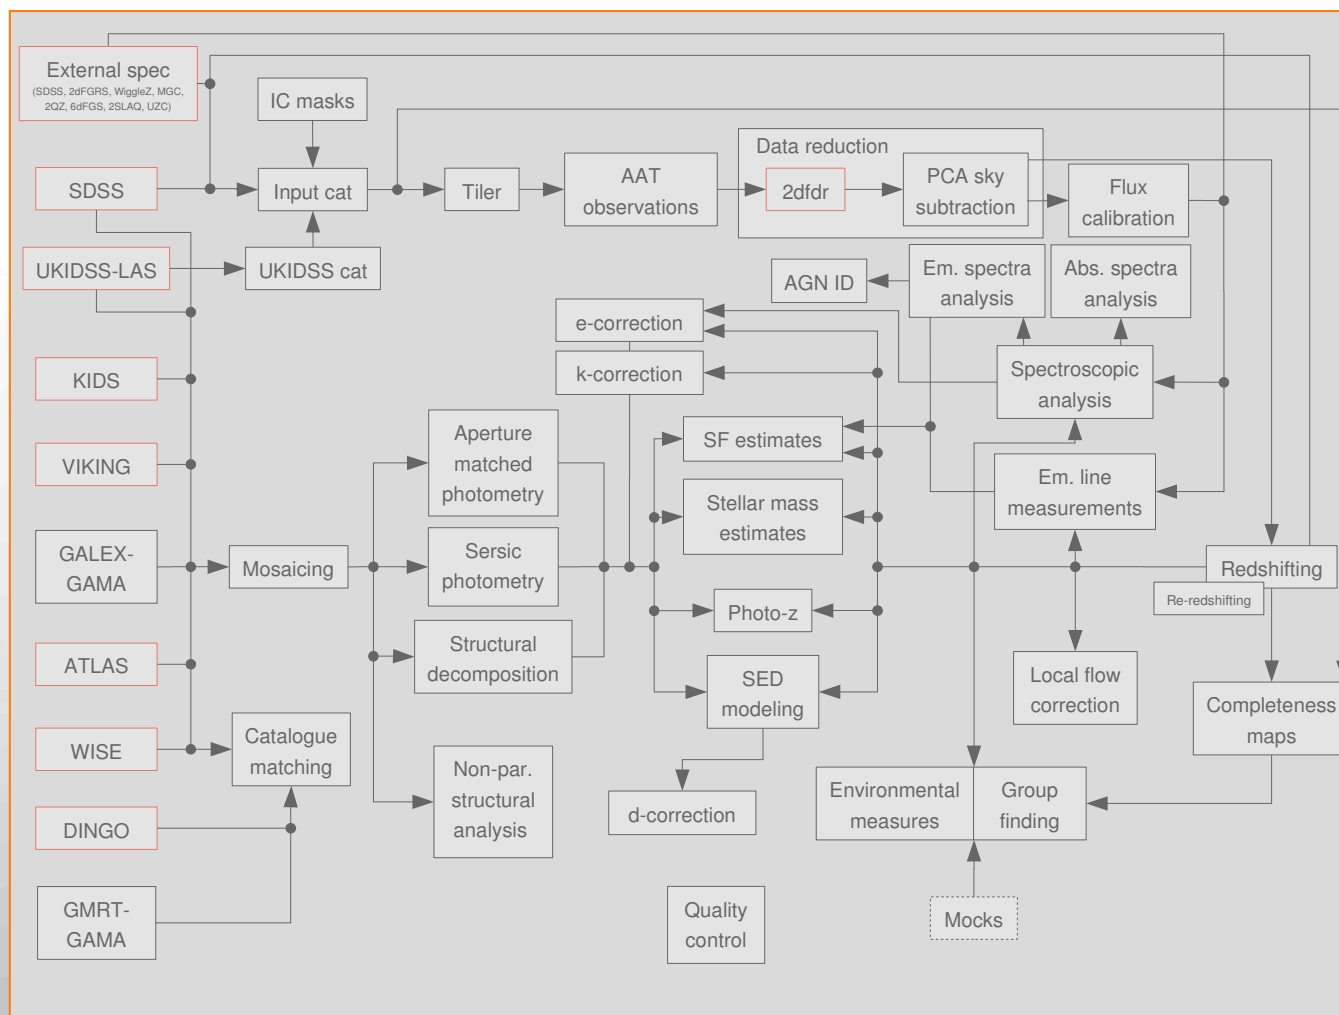 External spec
(SDSS, 2dFGRS, WiggleZ, MGC,
2QZ, 6dFGS, 2SLAQ, UZC)
IC masks
SDSS
Input cat
Tiler
AAT
observations
Data reduction
2dfdr
PCA sky
subtraction
Flux
calibration
UKIDSS-LAS
UKIDSS cat
AGN ID
Em. spectra
analysis
Abs. spectra
analysis
e-correction
k-correction
Spectroscopic
analysis
KIDS
Aperture
matched
photometry
SF estimates
VIKING
Stellar mass
estimates
Em. line
measurements
GALEX-
GAMA
Mosaicing
Sersic
photometry
Redshifting
Re-redshifting
Photo-z
ATLAS
Structural
decomposition
SED
modeling
Local flow
correction
Completeness
maps
WISE
Catalogue
matching
Non-par.
structural
analysis
d-correction
Environmental
measures
Group
finding
DINGO
GMRT-
GAMA
Quality
control
Mocks